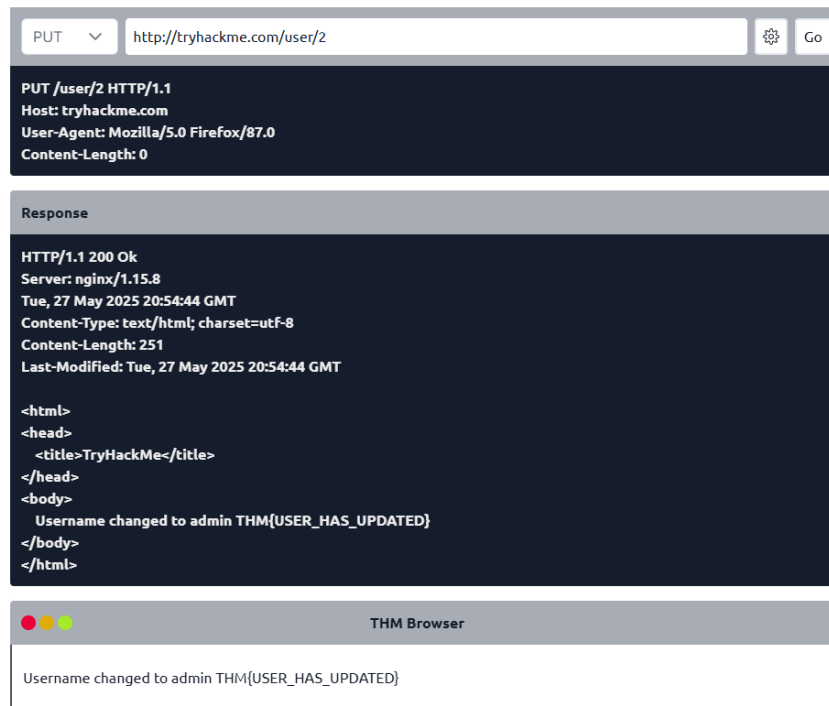 PUT
http://tryhackme.com/user/2
Go
PUT /user/2 HTTP/1.1
Host: tryhackme.com
User-Agent: Mozilla/5.0 Firefox/87.0
Content-Length: 0
Response
HTTP/1.1 200 Ok
Server: nginx/1.15.8
Tue, 27 May 2025 20:54:44 GMT
Content-Type: text/html; charset=utf-8
Content-Length: 251
Last-Modified: Tue, 27 May 2025 20:54:44 GMT
<html>
<head>
<title>TryHackMe</title>
</head>
<body>
Username changed to admin THM{USER_HAS_UPDATED}
</body>
</html>
THM Browser
Username changed to admin THM{USER_HAS_UPDATED}